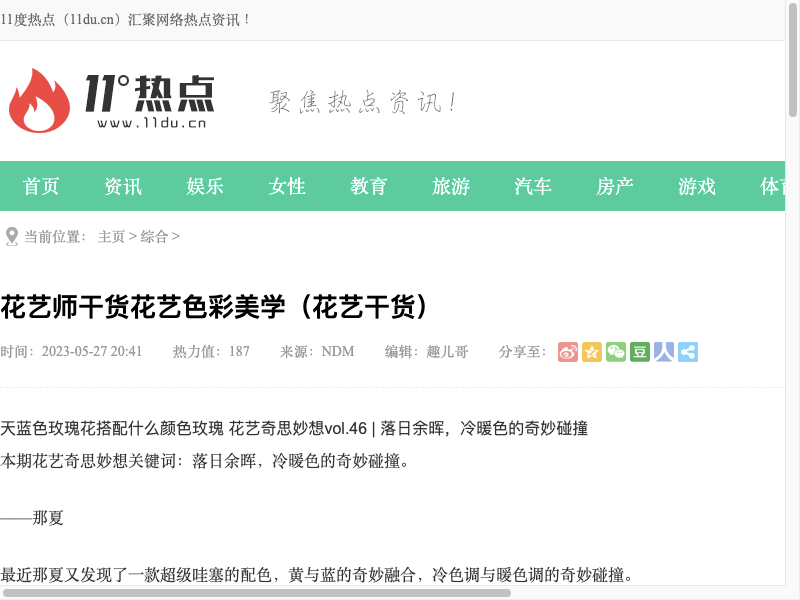 11度热点（11du.cn）汇聚网络热点资讯！
11°热点
www.11du.cn
聚焦热点资讯！
首页 资讯 娱乐 女性 教育 旅游 汽车 房产 游戏 体育
当前位置： 主页 > 综合 >
花艺师干货花艺色彩美学（花艺干货）
时间：2023-05-27 20:41 热力值：187 来源：NDM 编辑：趣儿哥 分享至：
豆
天蓝色玫瑰花搭配什么颜色玫瑰 花艺奇思妙想vol.46 | 落日余晖，冷暖色的奇妙碰撞
本期花艺奇思妙想关键词：落日余晖，冷暖色的奇妙碰撞。
——那夏
最近那夏又发现了一款超级哇塞的配色，黄与蓝的奇妙融合，冷色调与暖色调的奇妙碰撞。